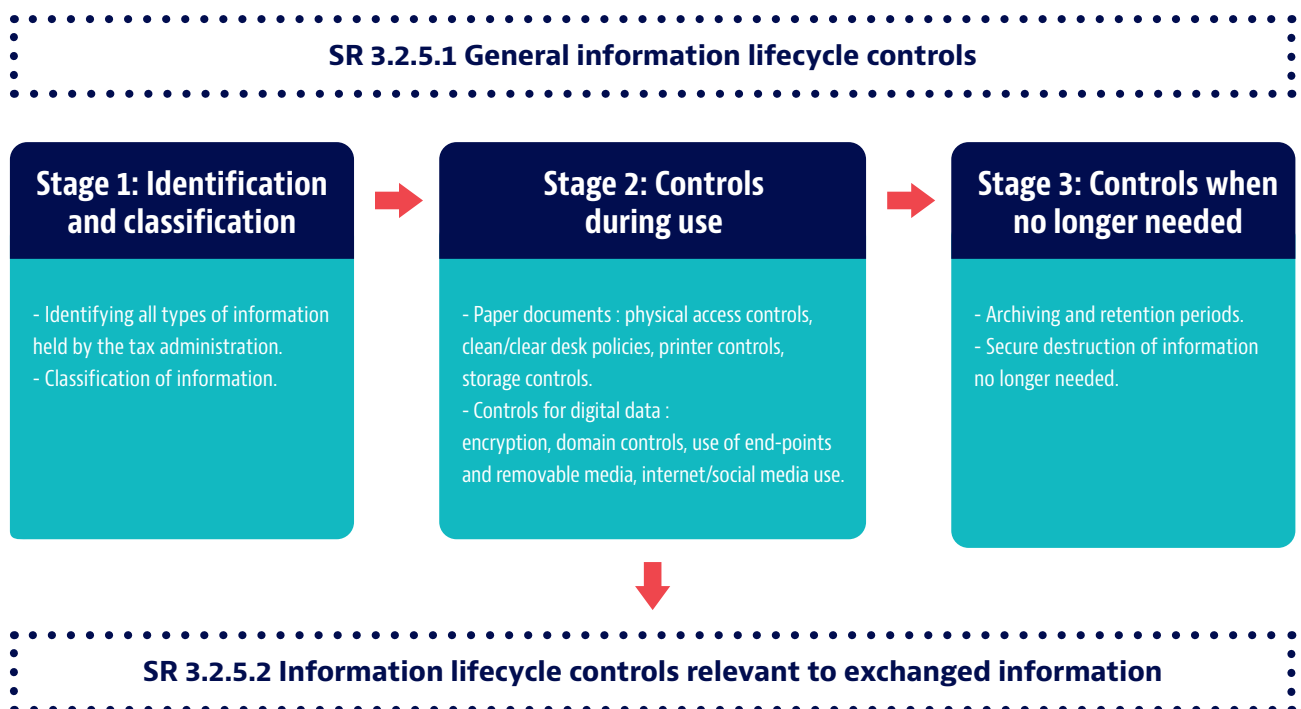 SR 3.2.5.1 General information lifecycle controls
Stage 1: Identification
and classification
- Identifying all types of information
held by the tax administration.
- Classification of information.
Stage 2: Controls
during use
- Paper documents : physical access controls,
clean/clear desk policies, printer controls,
storage controls.
- Controls for digital data :
encryption, domain controls, use of end-points
and removable media, internet/social media use.
Stage 3: Controls when
no longer needed
- Archiving and retention periods.
- Secure destruction of information
no longer needed.
SR 3.2.5.2 Information lifecycle controls relevant to exchanged information